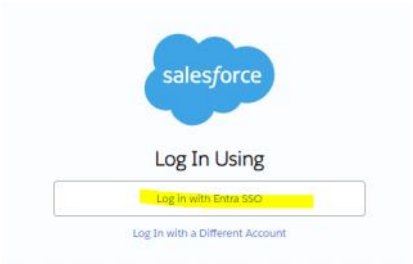 salesforce
Log In Using
Log in with Entra SSO
Log In with a Different Account